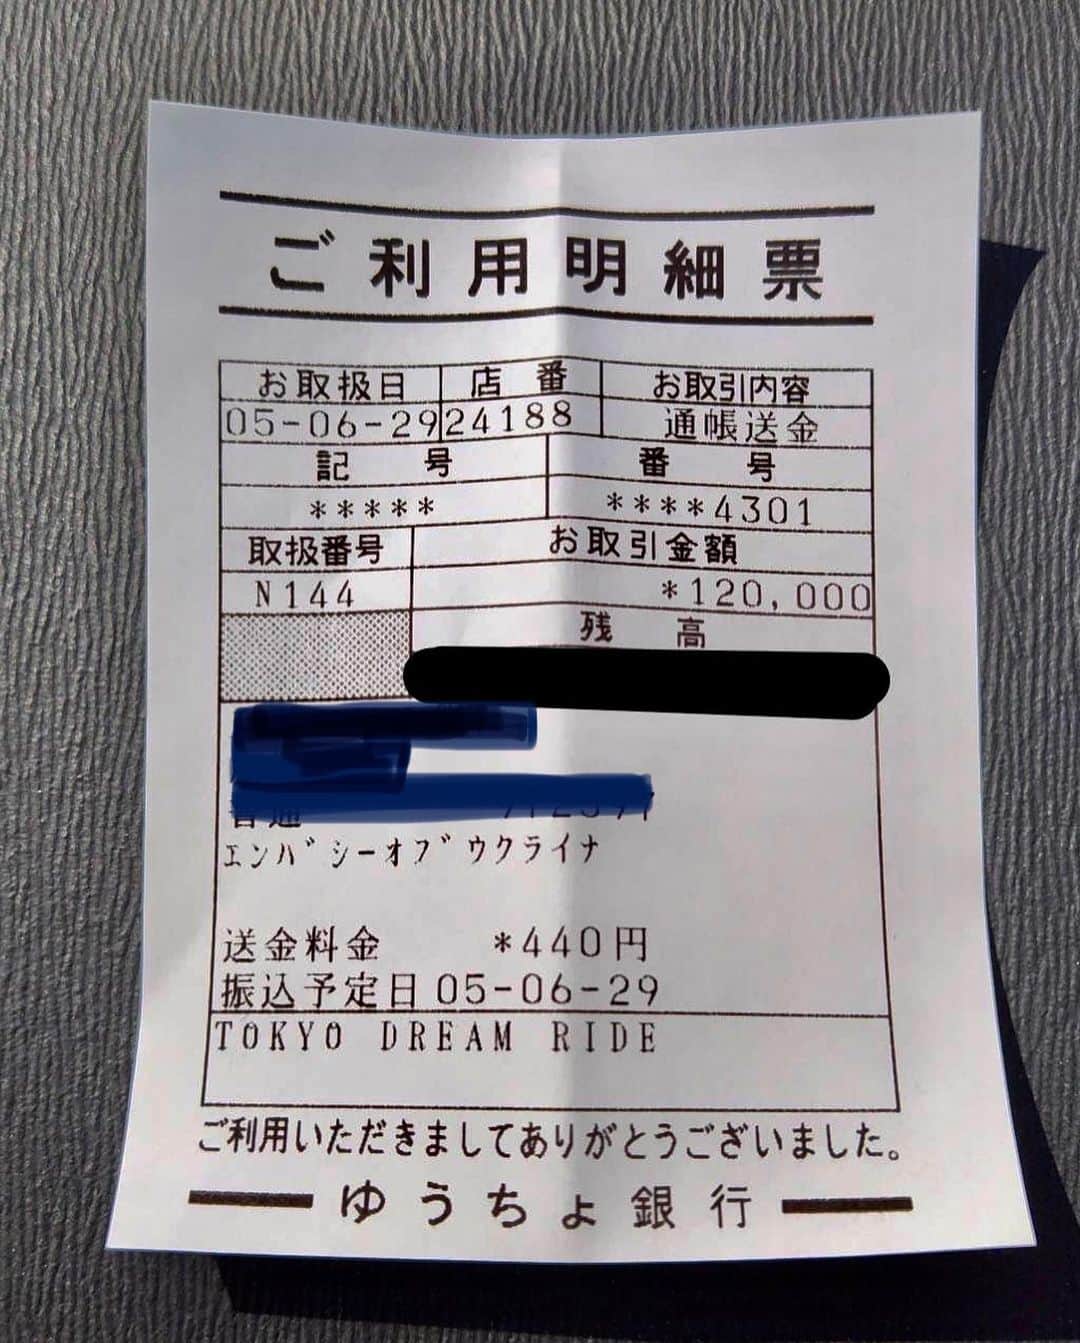 ご利用明細票
お取扱日 店番 お取引内容
05-06-29 24188 通帳送金
記号 番号
***** ****4301
取扱番号 お取引金額
N144 *120,000
残高
普通
エンバシーオブウクライナ
送金料金 *440円
振込予定日 05-06-29
TOKYO DREAM RIDE
ご利用いただきましてありがとうございました。
ゆうちょ銀行